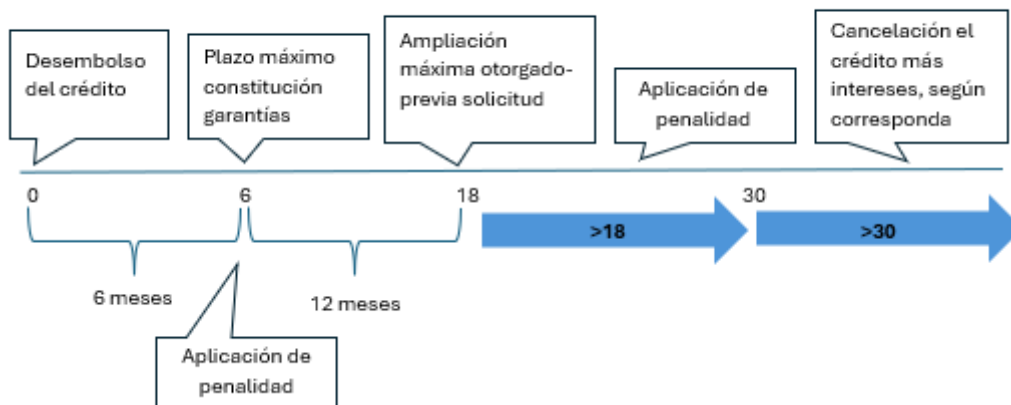 Desembolso
del crédito
Plazo máximo
constitución
garantías
Ampliación
máxima otorgado-
previa solicitud
Aplicación de
penalidad
Cancelación el
crédito más
intereses, según
corresponda
0
6
18
30
>18
>30
6 meses
12 meses
Aplicación de
penalidad